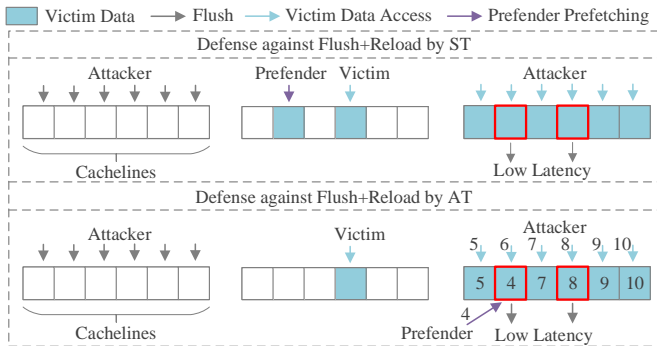 Victim Data Flush Victim Data Access Prefender Prefetching
Defense against Flush+Reload by ST
Attacker Prefender Victim Attacker
Cachelines Low Latency
Defense against Flush+Reload by AT
Attacker Victim Attacker
5 6 7 8 9 10
5 4 7 8 9 10
4
Cachelines Prefender Low Latency